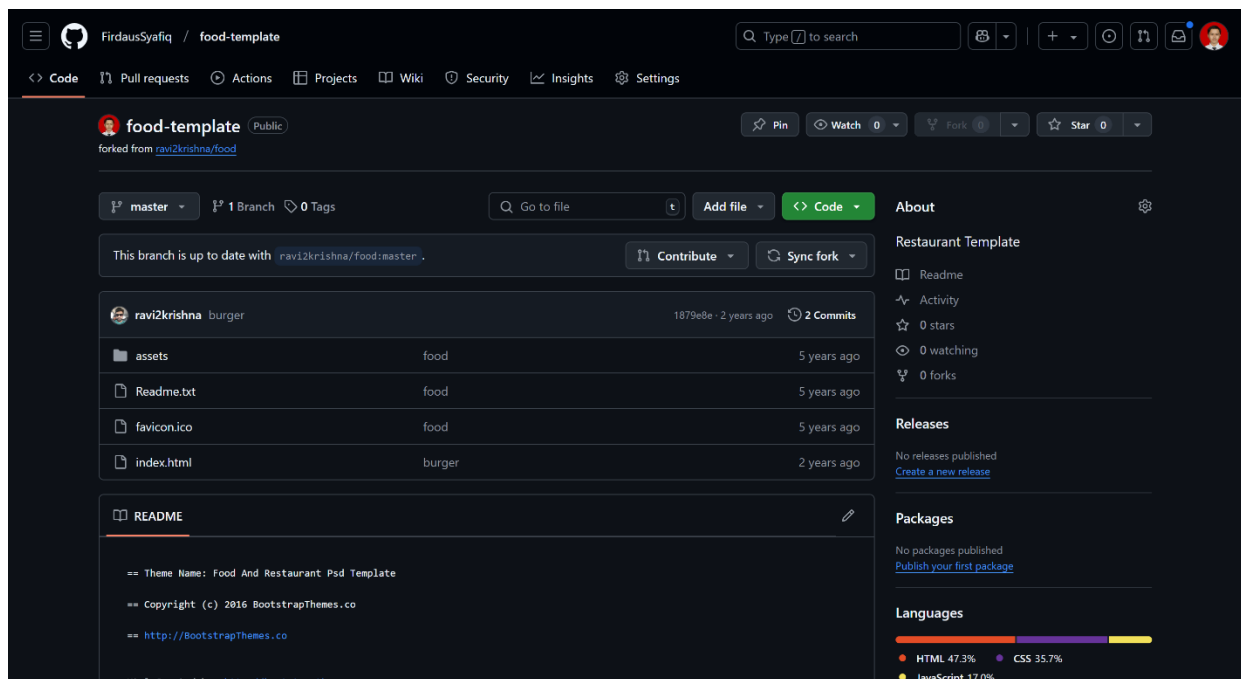 FirdausSyafiq / food-template
Type / to search
Code Pull requests Actions Projects Wiki Security Insights Settings
food-template Public
Pin Watch 0 Fork 0 Star 0
forked from ravi2krishna/food
master 1 Branch 0 Tags Go to file t Add file Code
This branch is up to date with ravi2krishna/food:master . Contribute Sync fork
ravi2krishna burger 1879e8e · 2 years ago 2 Commits
assets food 5 years ago
Readme.txt food 5 years ago
favicon.ico food 5 years ago
index.html burger 2 years ago
README
== Theme Name: Food And Restaurant Psd Template
== Copyright (c) 2016 BootstrapThemes.co
== http://BootstrapThemes.co
About
Restaurant Template
Readme
Activity
0 stars
0 watching
0 forks
Releases
No releases published
Create a new release
Packages
No packages published
Publish your first package
Languages
HTML 47.3% CSS 35.7%
JavaScript 17.0%